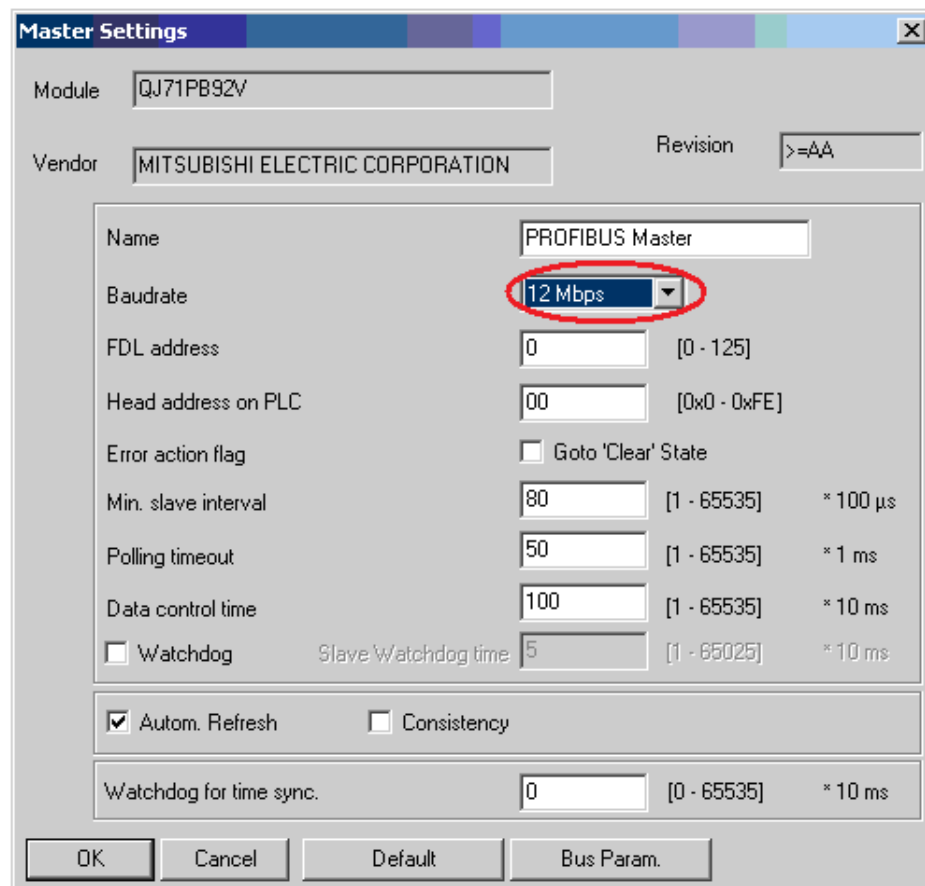 Master Settings
Module QJ71PB92V
Vendor MITSUBISHI ELECTRIC CORPORATION Revision >=AA
Name PROFIBUS Master
Baudrate 12 Mbps
FDL address 0 [0 - 125]
Head address on PLC 00 [0x0 - 0xFE]
Error action flag Goto 'Clear' State
Min. slave interval 80 [1 - 65535] * 100 µs
Polling timeout 50 [1 - 65535] * 1 ms
Data control time 100 [1 - 65535] * 10 ms
Watchdog Slave Watchdog time 5 [1 - 65025] * 10 ms
Autom. Refresh Consistency
Watchdog for time sync. 0 [0 - 65535] * 10 ms
OK Cancel Default Bus Param.